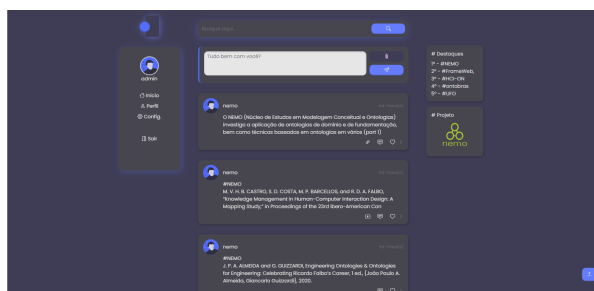 Busque aqui...
admin
Início
Perfil
Config.
Sair
Tudo bem com você?
nemo
O NEMO (Núcleo de Estudos em Modelagem Conceitual e Ontologias)
investiga a aplicação de ontologias de domínio e de fundamentação,
bem como técnicas baseadas em ontologias em vários (part 1)
nemo
#NEMO
M. V. H. B. CASTRO, S. D. COSTA, M. P. BARCELLOS, and R. D. A. FALBO,
"Knowledge Management in Human-Computer Interaction Design: A
Mapping Study," in Proceedings of the 23rd Ibero-American Con
nemo
#NEMO
J. P. A. ALMEIDA and G. GUIZZARDI, Engineering Ontologies & Ontologies
for Engineering: Celebrating Ricardo Falbo's Career, 1 ed., (João Paulo A.
Almeida, Giancarlo Guizzardi), 2020.
# Destaques
1º - #NEMO
2º - #FrameWeb,
3º - #HCI-ON
4º - #ontobras
5º - #UFO
# Projeto
nemo